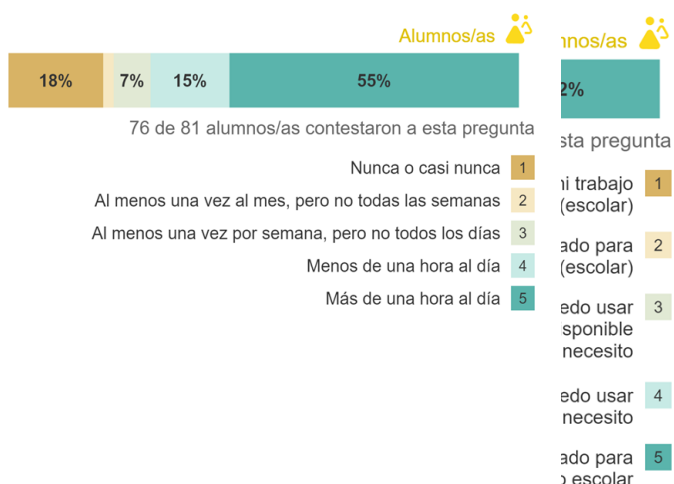 Alumnos/as
18%
7%
15%
55%
76 de 81 alumnos/as contestaron a esta pregunta
Nunca o casi nunca 1
Al menos una vez al mes, pero no todas las semanas 2
Al menos una vez por semana, pero no todos los días 3
Menos de una hora al día 4
Más de una hora al día 5
nnos/as
2%
sta pregunta
ni trabajo 1
(escolar)
ado para 2
(escolar)
edo usar 3
sponible
necesito
edo usar 4
necesito
ado para 5
o escolar